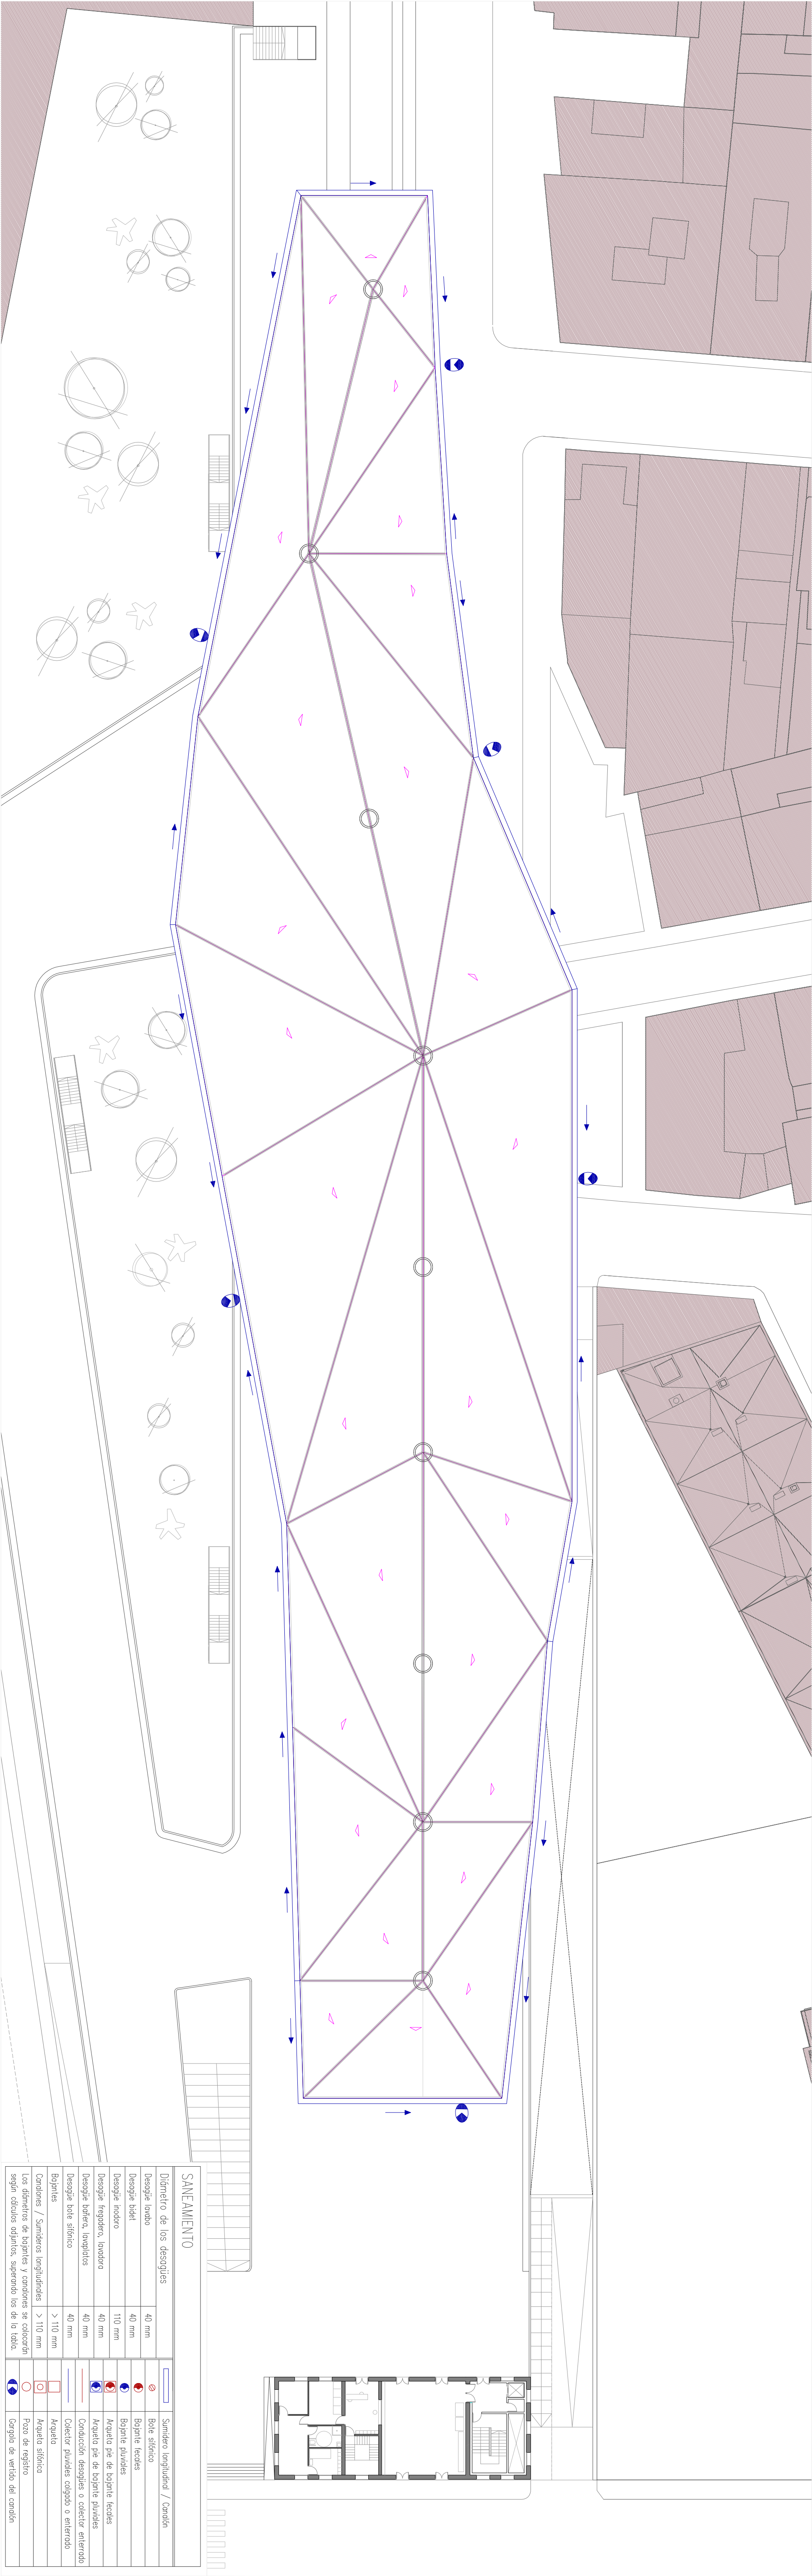 SANEAMIENTO
Diámetro de los desagües
Desagüe lavabo 40 mm
Desagüe bidet 40 mm
Desagüe inodoro 110 mm
Desagüe fregadero, lavadora 40 mm
Desagüe bañera, lavaplatos 40 mm
Desagüe bote sifónico 40 mm
Bajantes > 110 mm
Canalones / Sumideros longitudinales > 110 mm
Los diámetros de bajantes y canalones se colocarán
según cálculos adjuntos, superando los de la tabla.
Sumidero longitudinal / Canalón
Bote sifónico
Bajante fecales
Bajante pluviales
Arqueta pié de bajante fecales
Arqueta pié de bajante pluviales
Conducción desagües o colector enterrado
Colector pluviales colgado o enterrado
Arqueta
Arqueta sifónica
Pozo de registro
Gargola de vertido del canalón